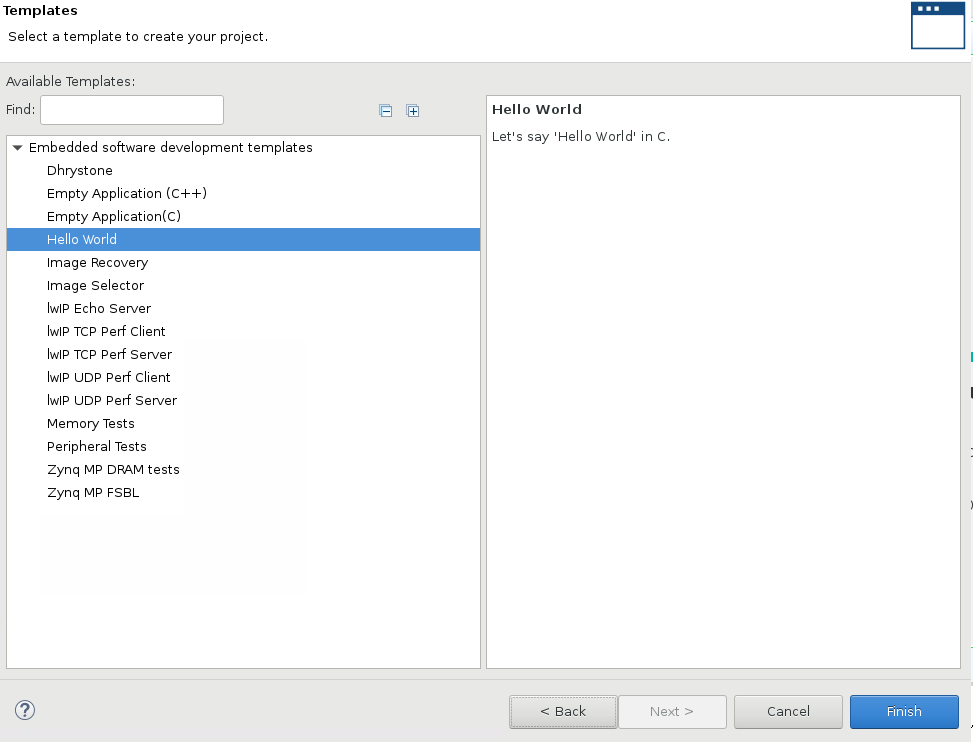 Templates
Select a template to create your project.
Available Templates:
Find:
Embedded software development templates
Dhrystone
Empty Application (C++)
Empty Application(C)
Hello World
Image Recovery
Image Selector
lwIP Echo Server
lwIP TCP Perf Client
lwIP TCP Perf Server
lwIP UDP Perf Client
lwIP UDP Perf Server
Memory Tests
Peripheral Tests
Zynq MP DRAM tests
Zynq MP FSBL
Hello World
Let's say 'Hello World' in C.
?
< Back
Next >
Cancel
Finish